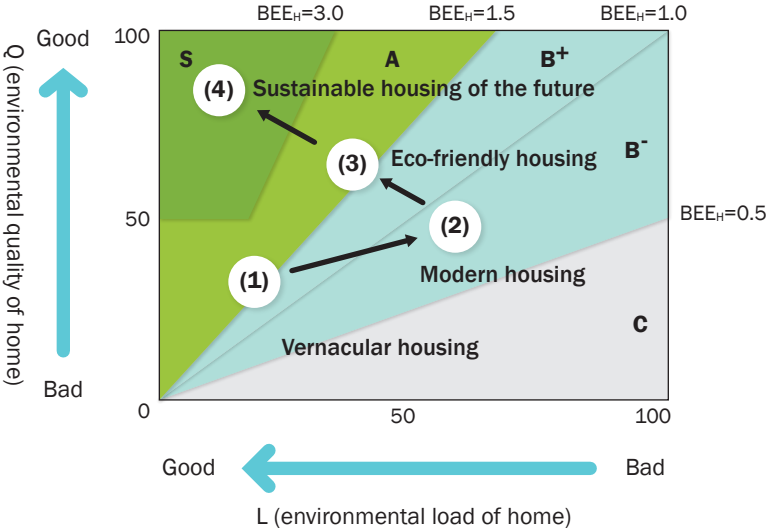 BEEH=3.0 BEEH=1.5 BEEH=1.0
Good
100
S A B+
(4) Sustainable housing of the future
(3) Eco-friendly housing B-
50
BEEH=0.5
(2)
(1)
Modern housing
C
Vernacular housing
Q (environmental quality of home)
Bad
0 50 100
Good Bad
L (environmental load of home)